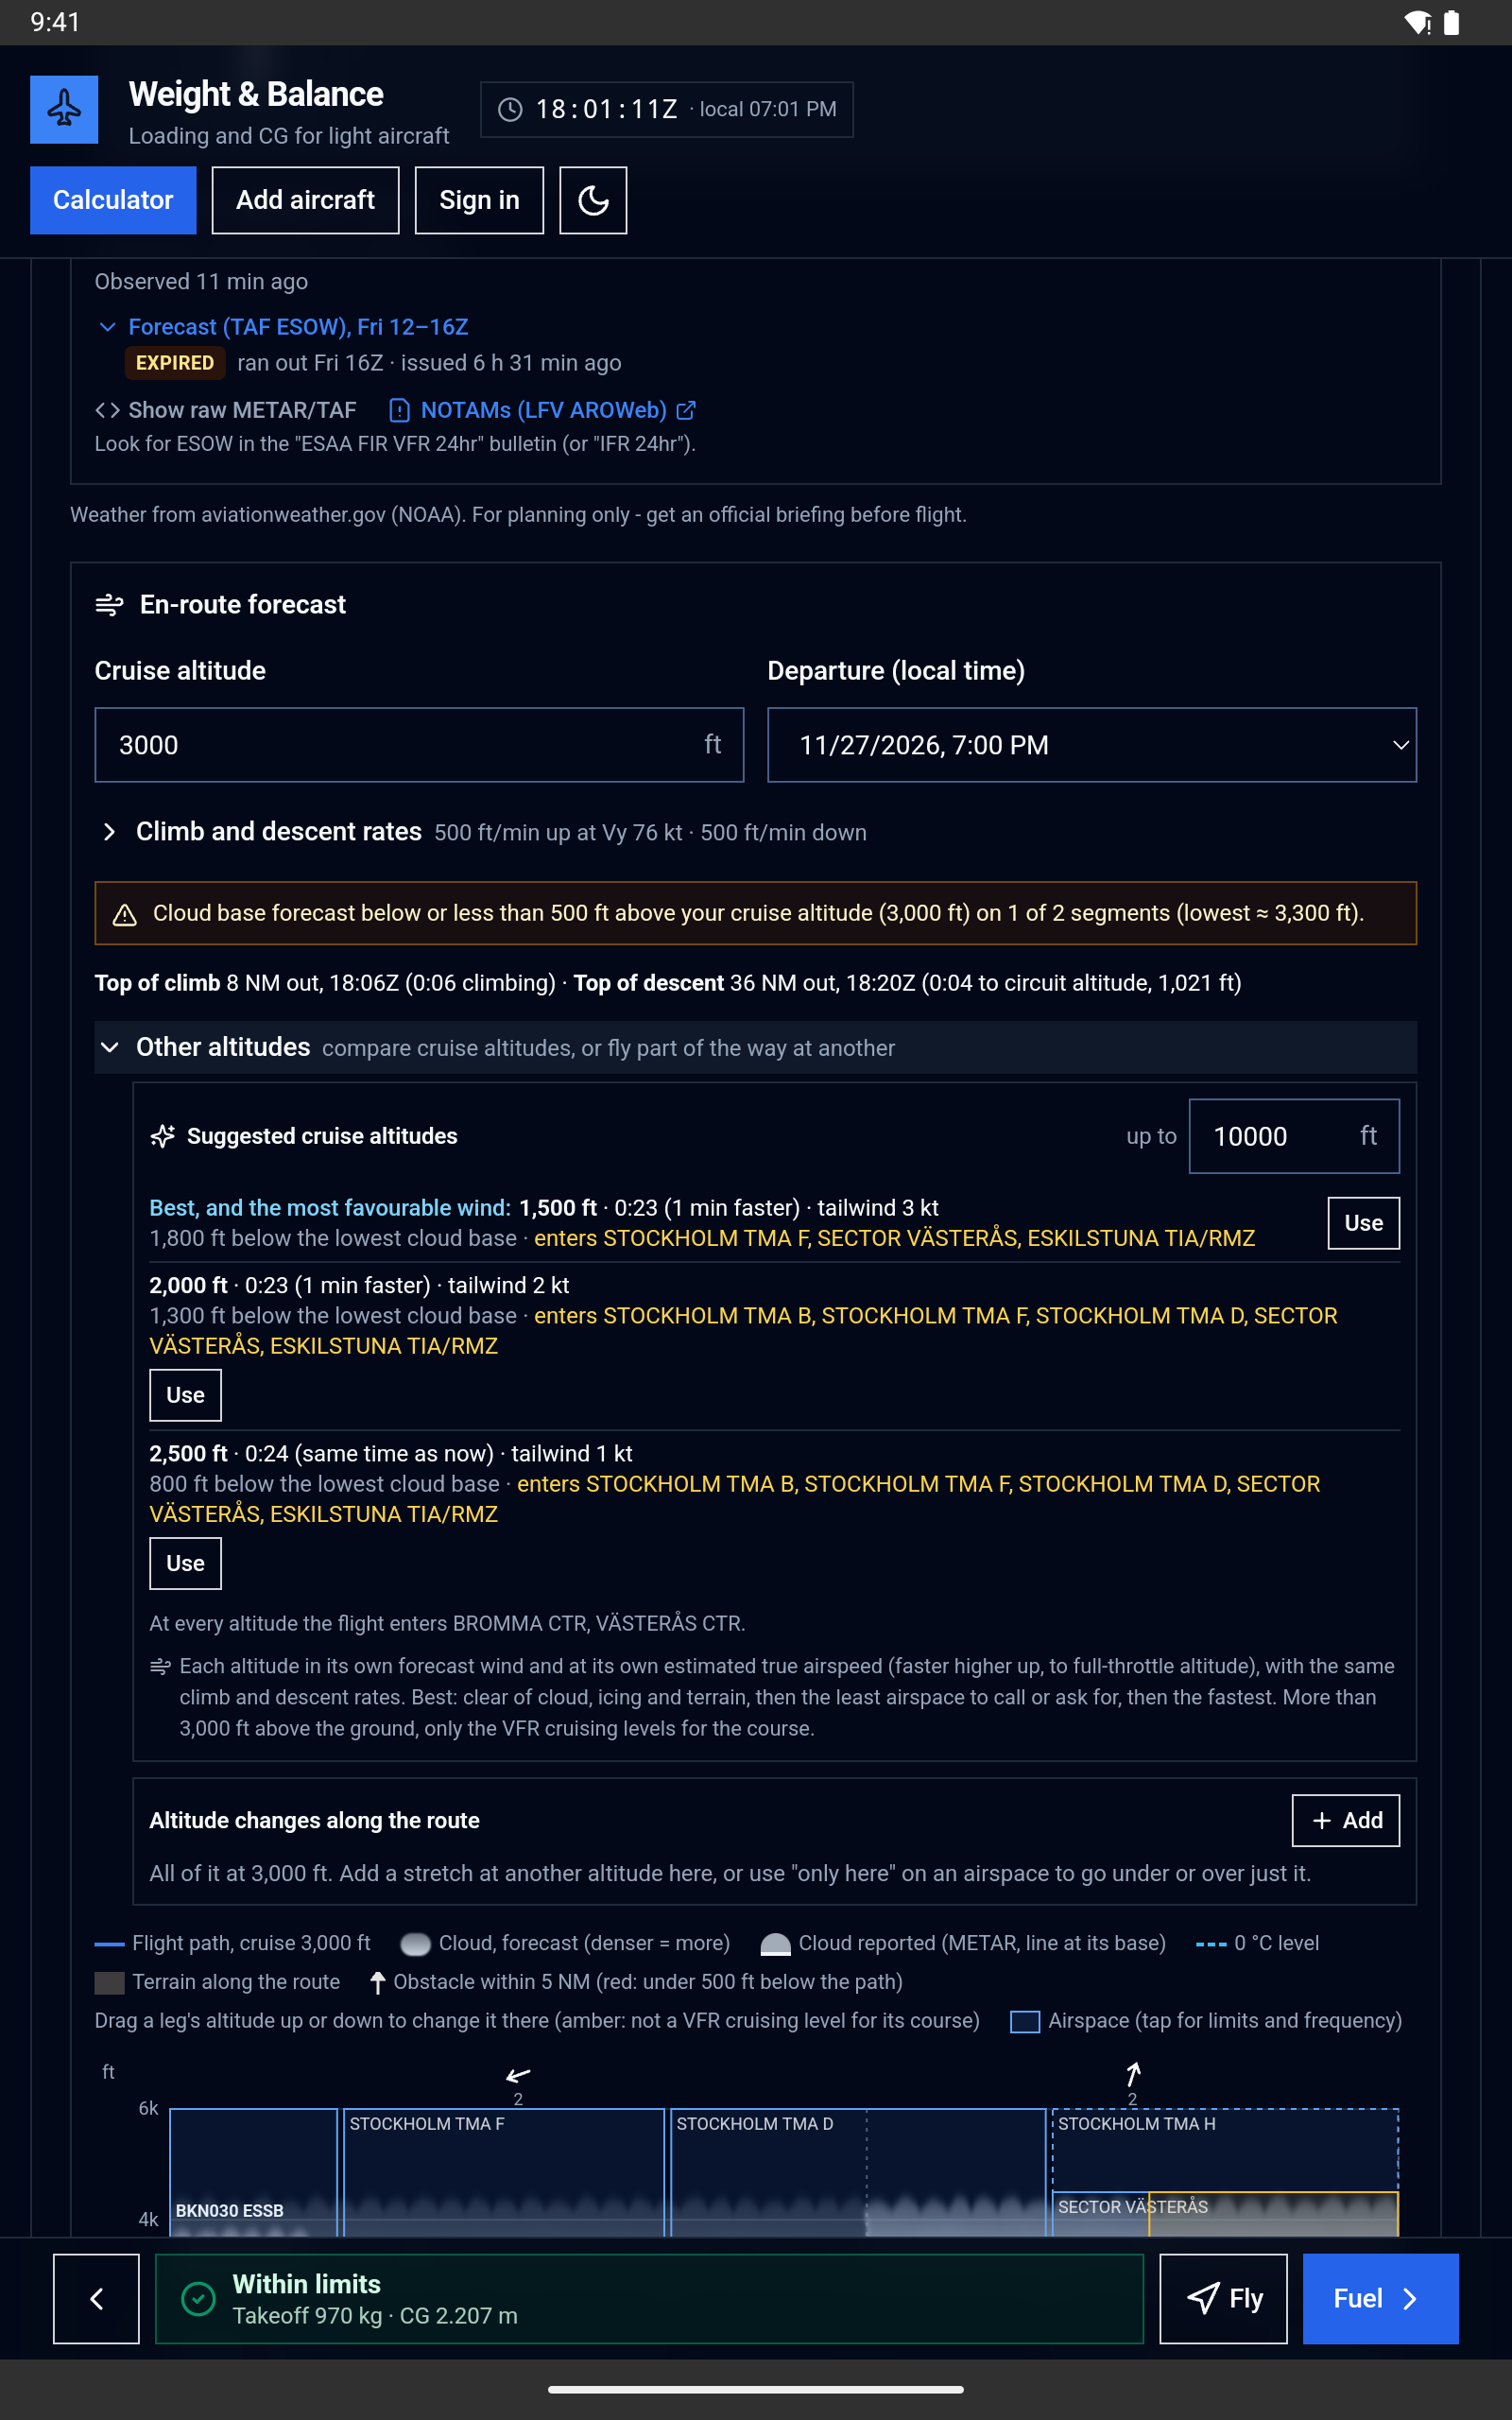 9:41
Weight & Balance
Loading and CG for light aircraft
18:01:11Z · local 07:01 PM
Calculator
Add aircraft
Sign in
Observed 11 min ago
Forecast (TAF ESOW), Fri 12–16Z
EXPIRED ran out Fri 16Z · issued 6 h 31 min ago
Show raw METAR/TAF
NOTAMs (LFV AROWeb)
Look for ESOW in the "ESAA FIR VFR 24hr" bulletin (or "IFR 24hr").
Weather from aviationweather.gov (NOAA). For planning only - get an official briefing before flight.
En-route forecast
Cruise altitude
3000 ft
Departure (local time)
11/27/2026, 7:00 PM
Climb and descent rates 500 ft/min up at Vy 76 kt · 500 ft/min down
Cloud base forecast below or less than 500 ft above your cruise altitude (3,000 ft) on 1 of 2 segments (lowest ≈ 3,300 ft).
Top of climb 8 NM out, 18:06Z (0:06 climbing) · Top of descent 36 NM out, 18:20Z (0:04 to circuit altitude, 1,021 ft)
Other altitudes compare cruise altitudes, or fly part of the way at another
Suggested cruise altitudes
up to 10000 ft
Best, and the most favourable wind: 1,500 ft · 0:23 (1 min faster) · tailwind 3 kt
1,800 ft below the lowest cloud base · enters STOCKHOLM TMA F, SECTOR VÄSTERÅS, ESKILSTUNA TIA/RMZ
Use
2,000 ft · 0:23 (1 min faster) · tailwind 2 kt
1,300 ft below the lowest cloud base · enters STOCKHOLM TMA B, STOCKHOLM TMA F, STOCKHOLM TMA D, SECTOR
VÄSTERÅS, ESKILSTUNA TIA/RMZ
Use
2,500 ft · 0:24 (same time as now) · tailwind 1 kt
800 ft below the lowest cloud base · enters STOCKHOLM TMA B, STOCKHOLM TMA F, STOCKHOLM TMA D, SECTOR
VÄSTERÅS, ESKILSTUNA TIA/RMZ
Use
At every altitude the flight enters BROMMA CTR, VÄSTERÅS CTR.
Each altitude in its own forecast wind and at its own estimated true airspeed (faster higher up, to full-throttle altitude), with the same
climb and descent rates. Best: clear of cloud, icing and terrain, then the least airspace to call or ask for, then the fastest. More than
3,000 ft above the ground, only the VFR cruising levels for the course.
Altitude changes along the route
Add
All of it at 3,000 ft. Add a stretch at another altitude here, or use "only here" on an airspace to go under or over just it.
Flight path, cruise 3,000 ft
Cloud, forecast (denser = more)
Cloud reported (METAR, line at its base)
0 °C level
Terrain along the route
Obstacle within 5 NM (red: under 500 ft below the path)
Drag a leg's altitude up or down to change it there (amber: not a VFR cruising level for its course)
Airspace (tap for limits and frequency)
ft
2
2
6k
STOCKHOLM TMA F
STOCKHOLM TMA D
STOCKHOLM TMA H
BKN030 ESSB
SECTOR VÄSTERÅS
4k
Within limits
Takeoff 970 kg · CG 2.207 m
Fly
Fuel